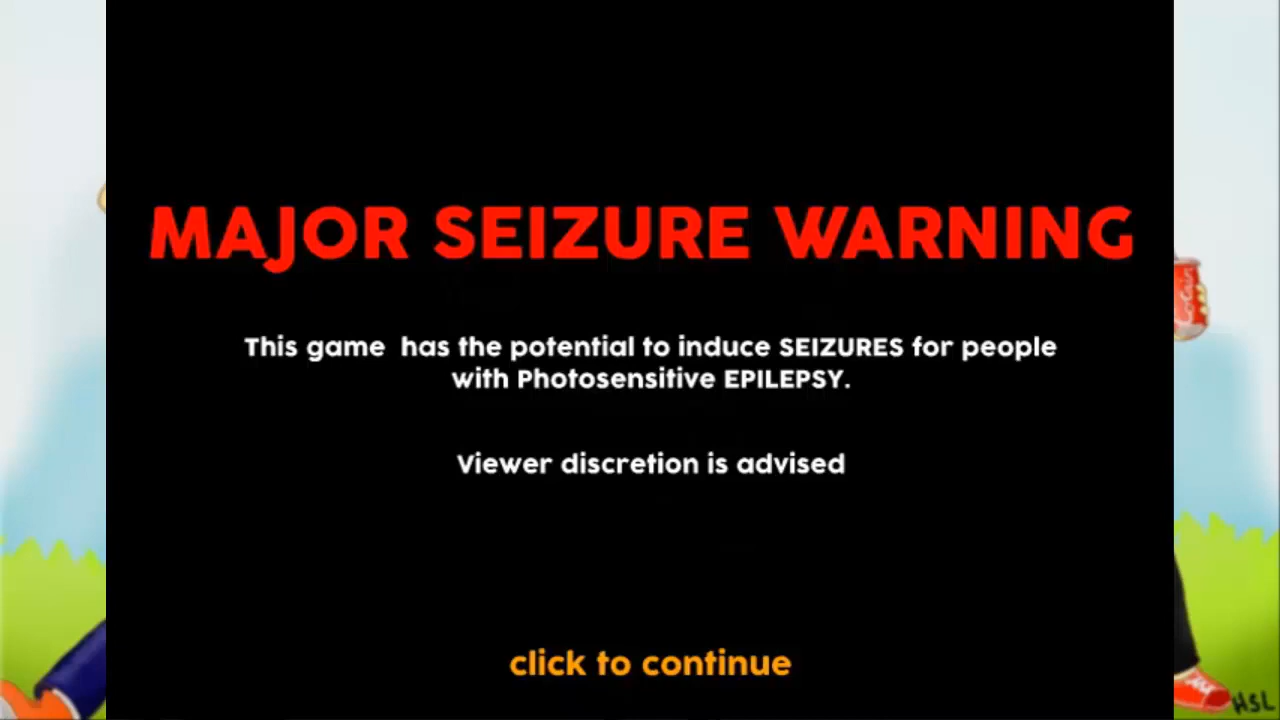 MAJOR SEIZURE WARNING
This game has the potential to induce SEIZURES for people
with Photosensitive EPILEPSY.
Viewer discretion is advised
click to continue
HSL